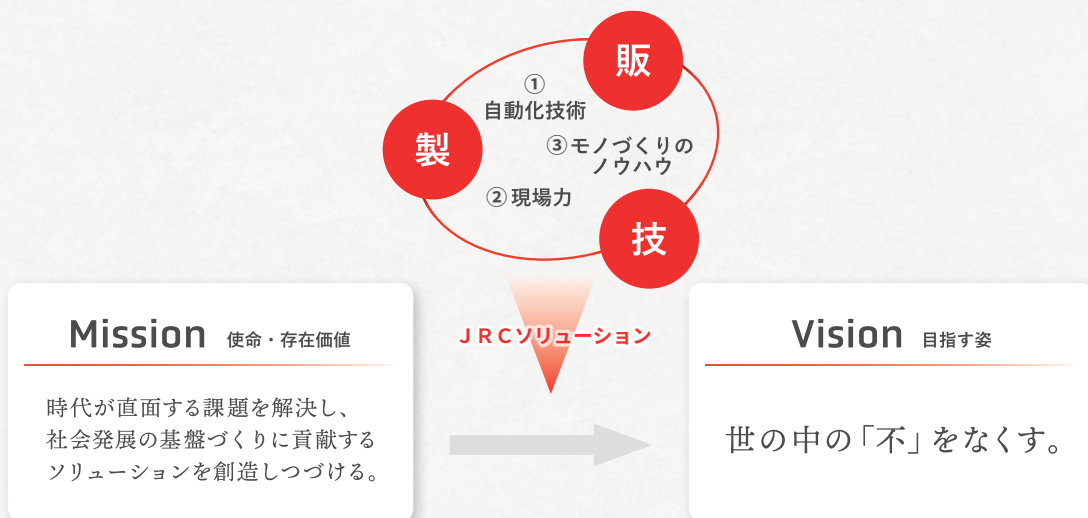 販
①
自動化技術
製
③モノづくりの
ノウハウ
②現場力
技
JRCソリューション
Mission 使命・存在価値
時代が直面する課題を解決し、
社会発展の基盤づくりに貢献する
ソリューションを創造しつづける。
Vision 目指す姿
世の中の「不」をなくす。